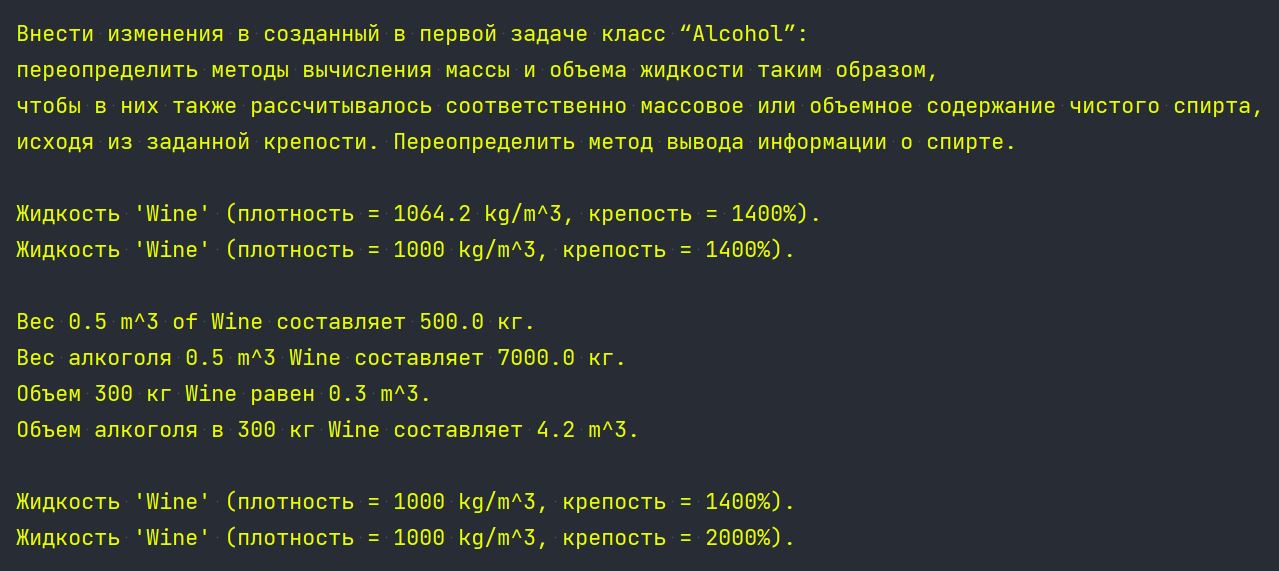 Внести изменения в созданный в первой задаче класс “Alcohol”:
переопределить методы вычисления массы и объема жидкости таким образом,
чтобы в них также рассчитывалось соответственно массовое или объемное содержание чистого спирта,
исходя из заданной крепости. Переопределить метод вывода информации о спирте.
Жидкость 'Wine' (плотность = 1064.2 kg/m^3, крепость = 1400%).
Жидкость 'Wine' (плотность = 1000 kg/m^3, крепость = 1400%).
Вес 0.5 m^3 of Wine составляет 500.0 кг.
Вес алкоголя 0.5 m^3 Wine составляет 7000.0 кг.
Объем 300 кг Wine равен 0.3 m^3.
Объем алкоголя в 300 кг Wine составляет 4.2 m^3.
Жидкость 'Wine' (плотность = 1000 kg/m^3, крепость = 1400%).
Жидкость 'Wine' (плотность = 1000 kg/m^3, крепость = 2000%).